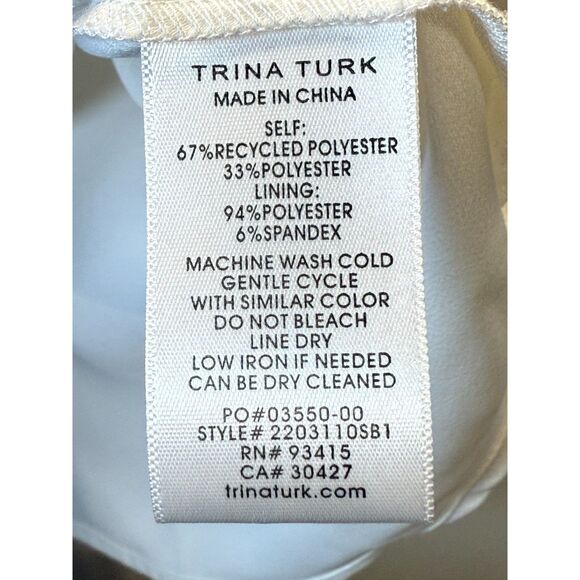 TRINA TURK
MADE IN CHINA
SELF:
67%RECYCLED POLYESTER
33%POLYESTER
LINING:
94%POLYESTER
6%SPANDEX
MACHINE WASH COLD
GENTLE CYCLE
WITH SIMILAR COLOR
DO NOT BLEACH
LINE DRY
LOW IRON IF NEEDED
CAN BE DRY CLEANED
PO#03550-00
STYLE# 2203110SB1
RN# 93415
CA# 30427
trinaturk.com